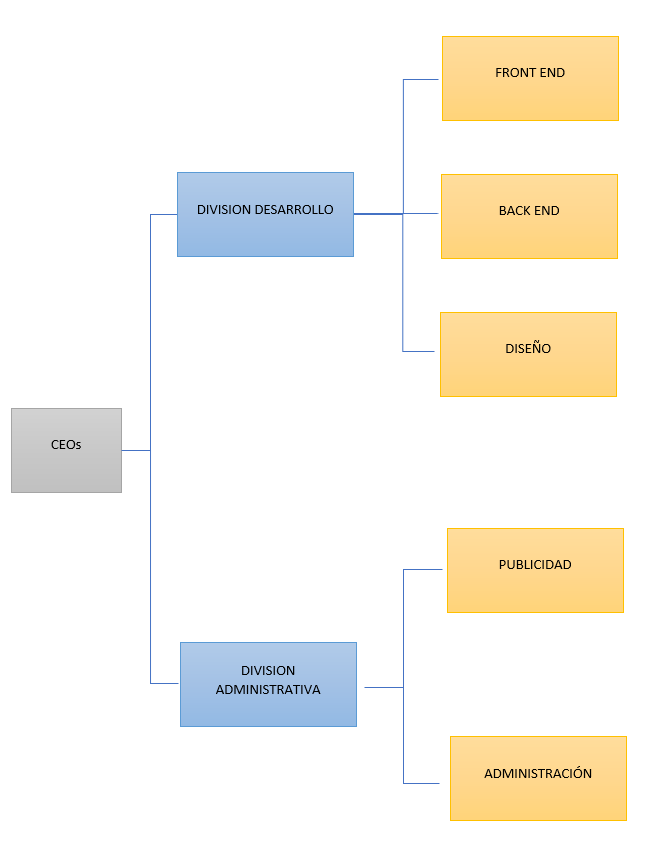 FRONT END
DIVISION DESARROLLO
BACK END
DISEÑO
CEOs
PUBLICIDAD
DIVISION
ADMINISTRATIVA
ADMINISTRACIÓN